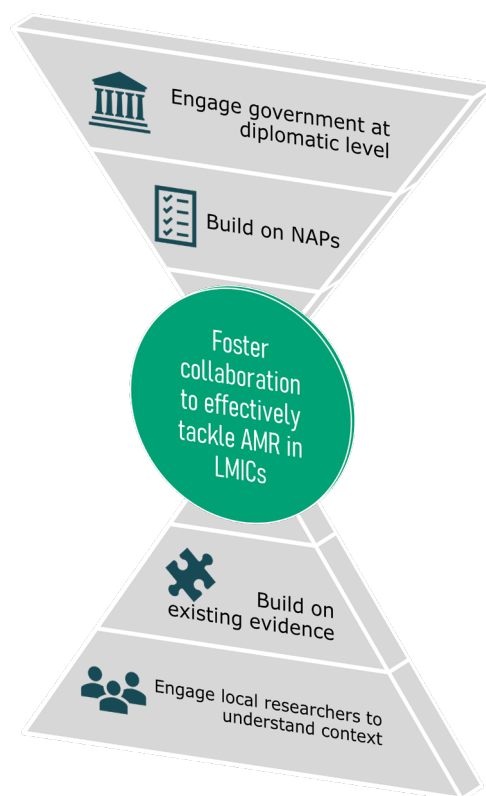 Engage government at
diplomatic level
Build on NAPs
Foster
collaboration
to effectively
tackle AMR in
LMICs
Build on
existing evidence
Engage local researchers to
understand context